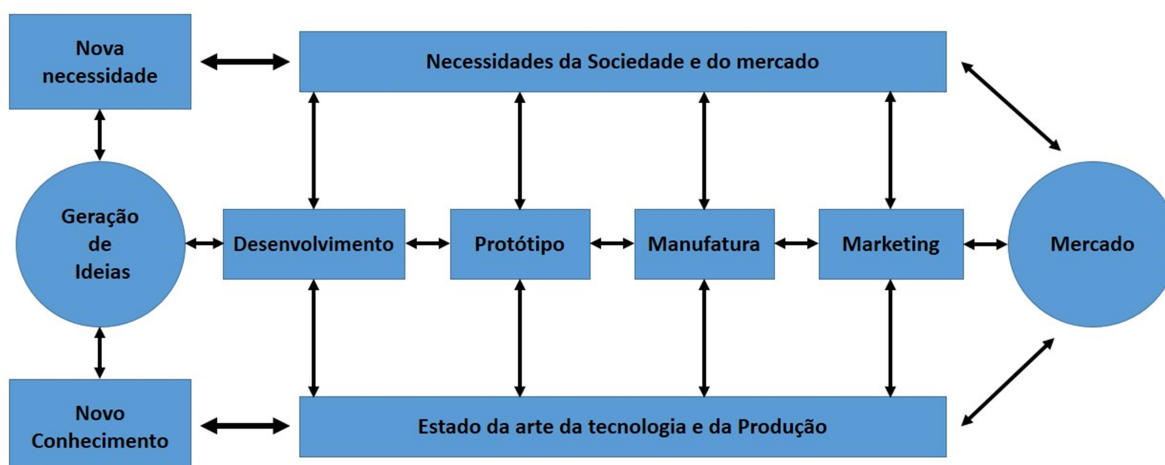 Nova
necessidade
Necessidades da Sociedade e do mercado
Geração
de
Ideias
Desenvolvimento
Protótipo
Manufatura
Marketing
Mercado
Novo
Conhecimento
Estado da arte da tecnologia e da Produção